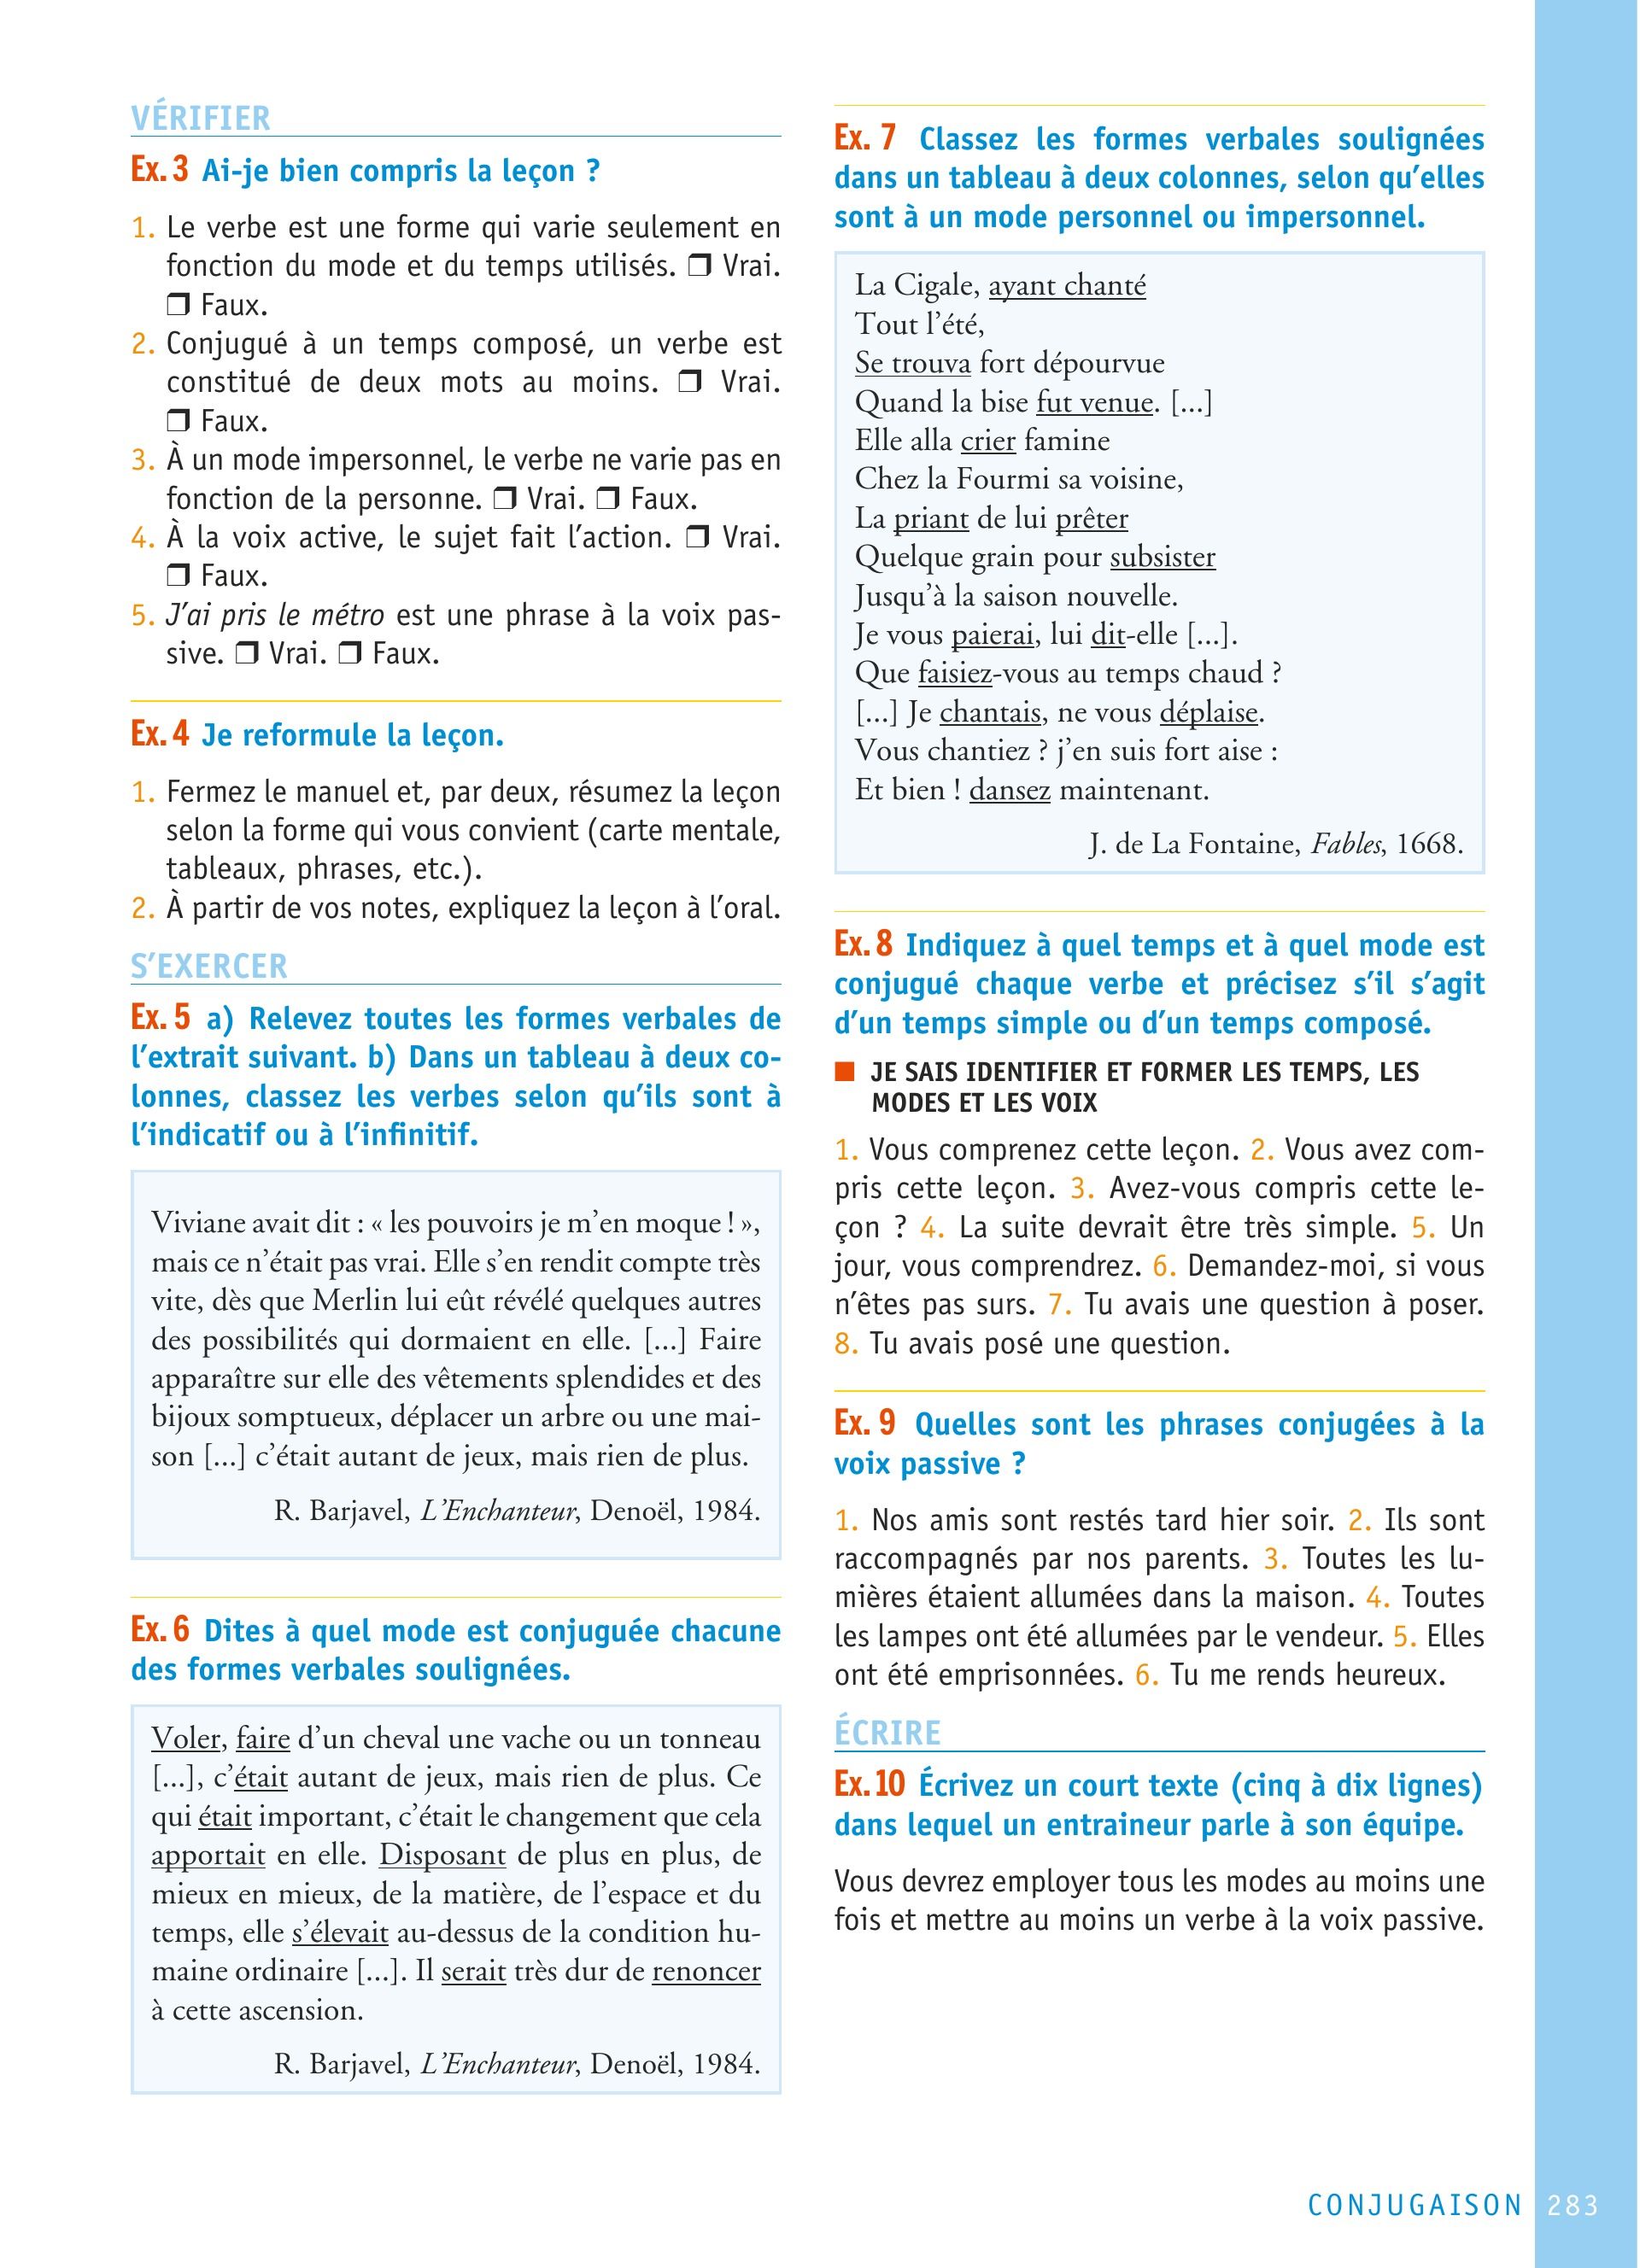 VÉRIFIER
Ex. 3 Ai-je bien compris la leçon ?
1. Le verbe est une forme qui varie seulement en
fonction du mode et du temps utilisés. ❒ Vrai.
❒ Faux.
2. Conjugué à un temps composé, un verbe est
constitué de deux mots au moins. ❒ Vrai.
❒ Faux.
3. À un mode impersonnel, le verbe ne varie pas en
fonction de la personne. ❒ Vrai. ❒ Faux.
4. À la voix active, le sujet fait l’action. ❒ Vrai.
❒ Faux.
5. J’ai pris le métro est une phrase à la voix pas-
sive. ❒ Vrai. ❒ Faux.
Ex. 4 Je reformule la leçon.
1. Fermez le manuel et, par deux, résumez la leçon
selon la forme qui vous convient (carte mentale,
tableaux, phrases, etc.).
2. À partir de vos notes, expliquez la leçon à l’oral.
S’EXERCER
Ex. 5 a) Relevez toutes les formes verbales de
l’extrait suivant. b) Dans un tableau à deux co-
lonnes, classez les verbes selon qu’ils sont à
l’indicatif ou à l’infinitif.
Viviane avait dit : « les pouvoirs je m’en moque ! »,
mais ce n’était pas vrai. Elle s’en rendit compte très
vite, dès que Merlin lui eût révélé quelques autres
des possibilités qui dormaient en elle. [...] Faire
apparaître sur elle des vêtements splendides et des
bijoux somptueux, déplacer un arbre ou une mai-
son [...] c’était autant de jeux, mais rien de plus.
R. Barjavel, L’Enchanteur, Denoël, 1984.
Ex. 6 Dites à quel mode est conjuguée chacune
des formes verbales soulignées.
Voler, faire d’un cheval une vache ou un tonneau
[...], c’était autant de jeux, mais rien de plus. Ce
qui était important, c’était le changement que cela
apportait en elle. Disposant de plus en plus, de
mieux en mieux, de la matière, de l’espace et du
temps, elle s’élevait au-dessus de la condition hu-
maine ordinaire [...]. Il serait très dur de renoncer
à cette ascension.
R. Barjavel, L’Enchanteur, Denoël, 1984.
Ex. 7 Classez les formes verbales soulignées
dans un tableau à deux colonnes, selon qu’elles
sont à un mode personnel ou impersonnel.
La Cigale, ayant chanté
Tout l’été,
Se trouva fort dépourvue
Quand la bise fut venue. [...]
Elle alla crier famine
Chez la Fourmi sa voisine,
La priant de lui prêter
Quelque grain pour subsister
Jusqu’à la saison nouvelle.
Je vous paierai, lui dit-elle [...].
Que faisiez-vous au temps chaud ?
[...] Je chantais, ne vous déplaise.
Vous chantiez ? j’en suis fort aise :
Et bien ! dansez maintenant.
J. de La Fontaine, Fables, 1668.
Ex. 8 Indiquez à quel temps et à quel mode est
conjugué chaque verbe et précisez s’il s’agit
d’un temps simple ou d’un temps composé.
■ JE SAIS IDENTIFIER ET FORMER LES TEMPS, LES
MODES ET LES VOIX
1. Vous comprenez cette leçon. 2. Vous avez com-
pris cette leçon. 3. Avez-vous compris cette le-
çon ? 4. La suite devrait être très simple. 5. Un
jour, vous comprendrez. 6. Demandez-moi, si vous
n’êtes pas surs. 7. Tu avais une question à poser.
8. Tu avais posé une question.
Ex. 9 Quelles sont les phrases conjugées à la
voix passive ?
1. Nos amis sont restés tard hier soir. 2. Ils sont
raccompagnés par nos parents. 3. Toutes les lu-
mières étaient allumées dans la maison. 4. Toutes
les lampes ont été allumées par le vendeur. 5. Elles
ont été emprisonnées. 6. Tu me rends heureux.
ÉCRIRE
Ex. 10 Écrivez un court texte (cinq à dix lignes)
dans lequel un entraineur parle à son équipe.
Vous devrez employer tous les modes au moins une
fois et mettre au moins un verbe à la voix passive.
CONJUGAISON 283